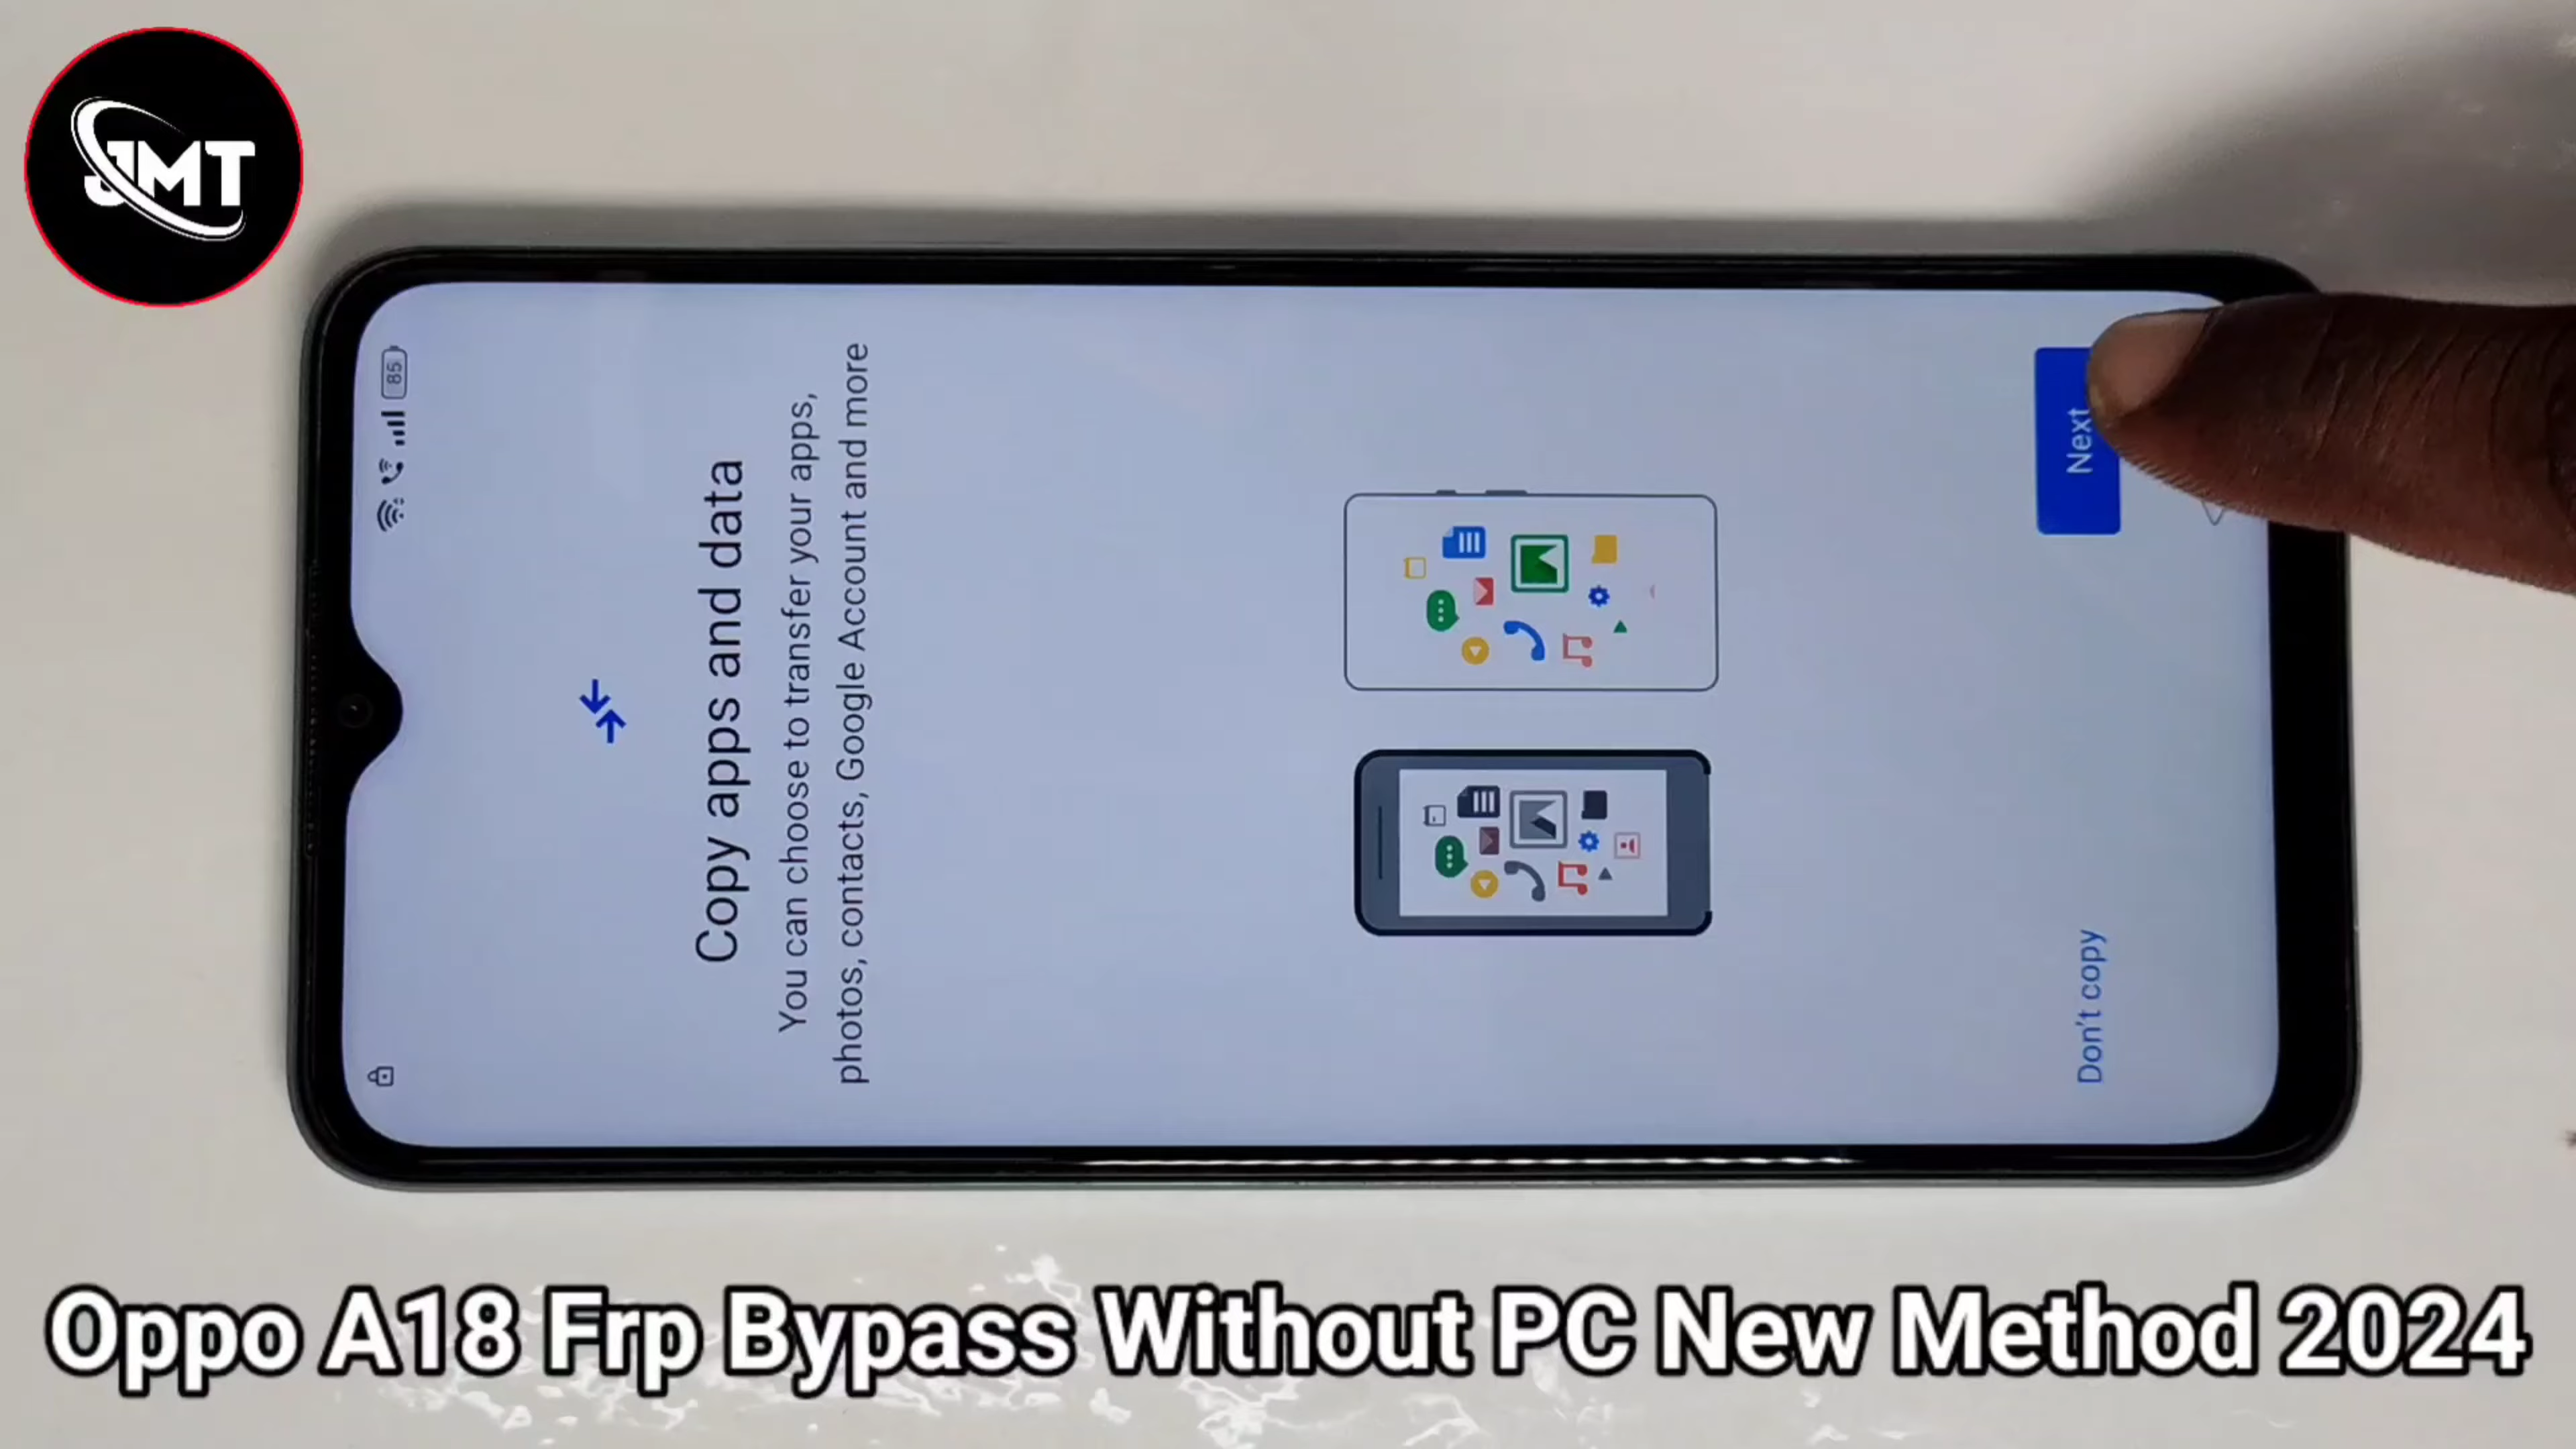 JMT
85
Copy apps and data
You can choose to transfer your apps,
photos, contacts, Google Account and more
Don't copy
Next
Oppo A18 Frp Bypass Without PC New Method 2024